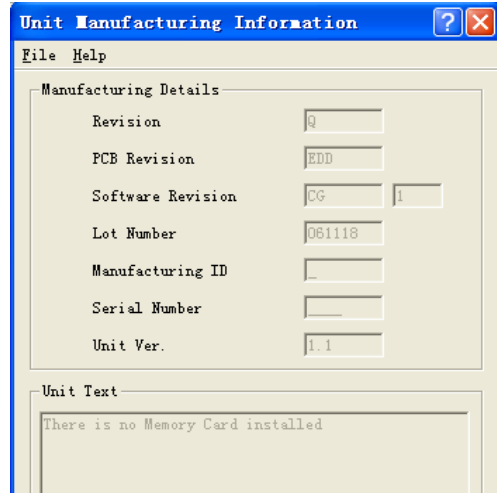 Unit Manufacturing Information
File Help
Manufacturing Details
Revision Q
PCB Revision EDD
Software Revision CG 1
Lot Number 061118
Manufacturing ID _
Serial Number ____
Unit Ver. 1.1
Unit Text
There is no Memory Card installed